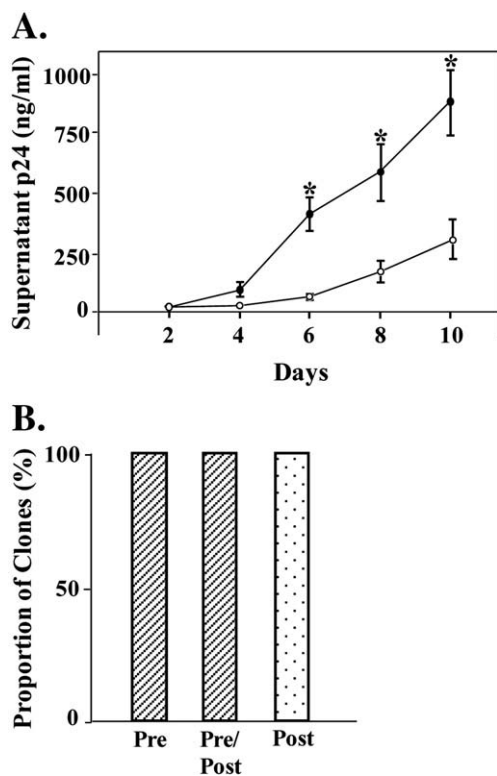 A.
Supernatant p24 (ng/ml)
1000
750
500
250
0
*
*
*
2 4 6 8 10
Days
B.
Proportion of Clones (%)
100
50
0
Pre Pre/ Post
Post